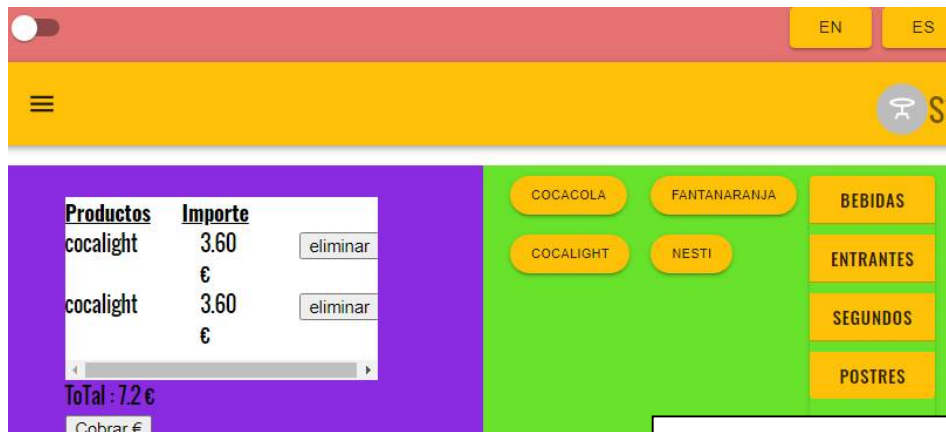 EN ES
S
Productos Importe
cocalight 3.60 € eliminar
cocalight 3.60 € eliminar
ToTal : 7.2 €
Cobrar €
COCACOLA FANTANARANJA
COCALIGHT NESTI
BEBIDAS
ENTRANTES
SEGUNDOS
POSTRES